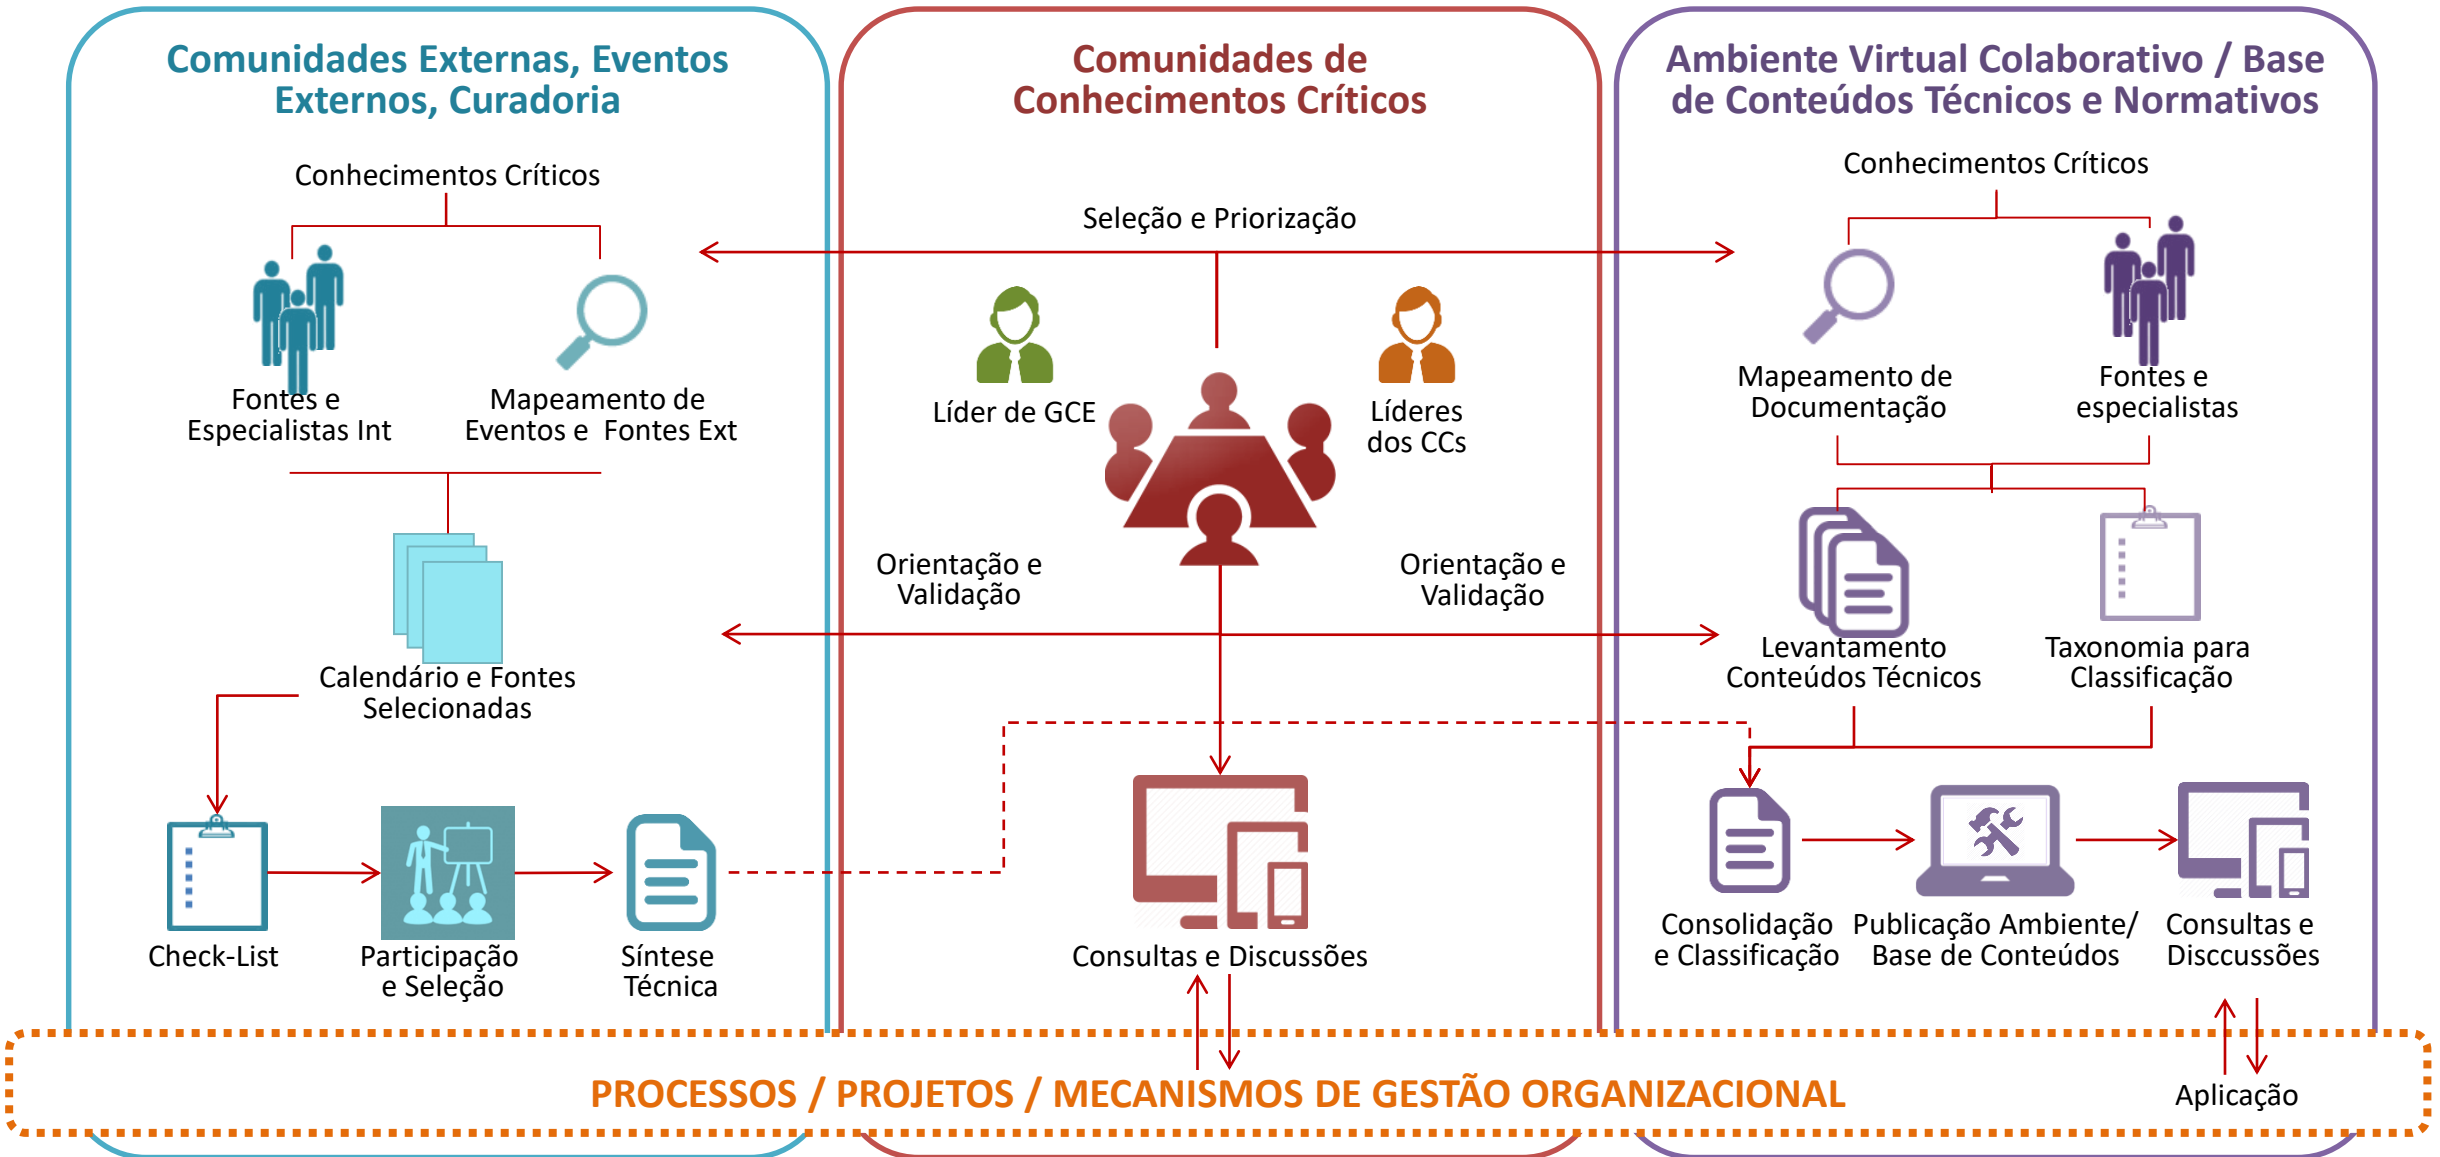 Comunidades Externas, Eventos
Externos, Curadoria
Conhecimentos Críticos
Fontes e
Especialistas Int
Mapeamento de
Eventos e  Fontes Ext
Calendário e Fontes
Selecionadas
Check-List
Participação
e Seleção
Síntese
Técnica
Comunidades de
Conhecimentos Críticos
Seleção e Priorização
Líder de GCE
Líderes
dos CCs
Orientação e
Validação
Orientação e
Validação
Consultas e Discussões
Ambiente Virtual Colaborativo / Base
de Conteúdos Técnicos e Normativos
Conhecimentos Críticos
Mapeamento de
Documentação
Fontes e
especialistas
Levantamento
Conteúdos Técnicos
Taxonomia para
Classificação
Consolidação
e Classificação
Publicação Ambiente/
Base de Conteúdos
Consultas e
Disccussões
PROCESSOS / PROJETOS / MECANISMOS DE GESTÃO ORGANIZACIONAL
Aplicação